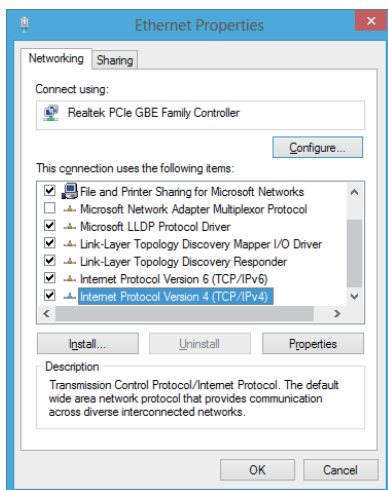 Ethernet Properties
Networking
Sharing
Connect using:
Realtek PCIe GBE Family Controller
Configure...
This connection uses the following items:
File and Printer Sharing for Microsoft Networks
Microsoft Network Adapter Multiplexor Protocol
Microsoft LLDP Protocol Driver
Link-Layer Topology Discovery Mapper I/O Driver
Link-Layer Topology Discovery Responder
Internet Protocol Version 6 (TCP/IPv6)
Internet Protocol Version 4 (TCP/IPv4)
Install...
Uninstall
Properties
Description
Transmission Control Protocol/Internet Protocol. The default
wide area network protocol that provides communication
across diverse interconnected networks.
OK
Cancel